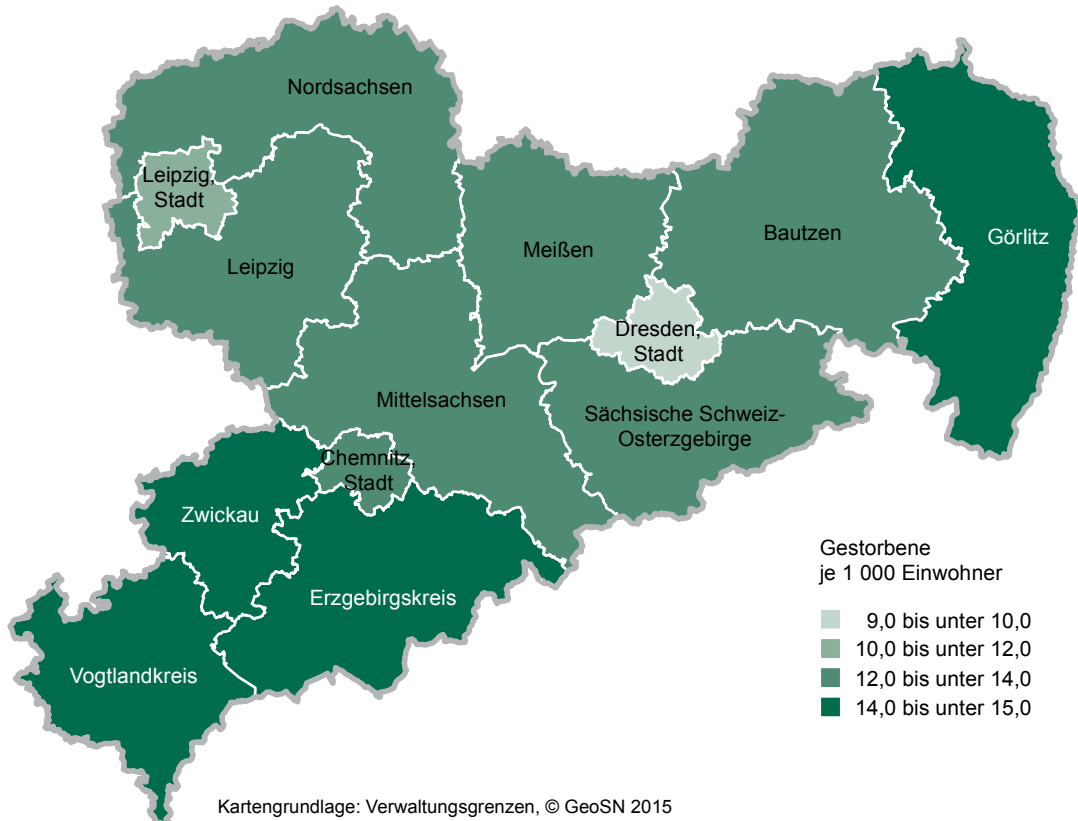 Nordsachsen
Leipzig,
Stadt
Leipzig
Meißen
Bautzen
Görlitz
Dresden,
Stadt
Mittelsachsen
Sächsische Schweiz-
Osterzgebirge
Chemnitz,
Stadt
Zwickau
Erzgebirgskreis
Vogtlandkreis
Gestorbene
je 1 000 Einwohner
9,0 bis unter 10,0
10,0 bis unter 12,0
12,0 bis unter 14,0
14,0 bis unter 15,0
Kartengrundlage: Verwaltungsgrenzen, © GeoSN 2015